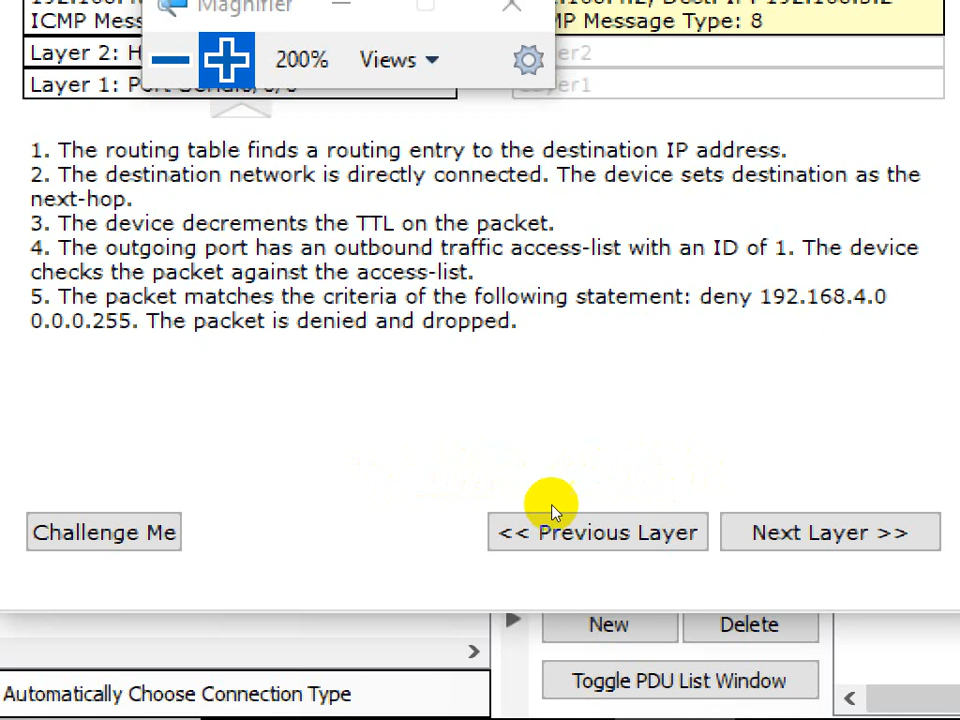 Magnifier
ICMP Mess
MP Message Type: 8
Layer 2: H
200%
Views
Layer2
Layer 1: Port Serial0/0/0
Layer1
1. The routing table finds a routing entry to the destination IP address.
2. The destination network is directly connected. The device sets destination as the
next-hop.
3. The device decrements the TTL on the packet.
4. The outgoing port has an outbound traffic access-list with an ID of 1. The device
checks the packet against the access-list.
5. The packet matches the criteria of the following statement: deny 192.168.4.0
0.0.0.255. The packet is denied and dropped.
Challenge Me
<< Previous Layer
Next Layer >>
New
Delete
Toggle PDU List Window
Automatically Choose Connection Type